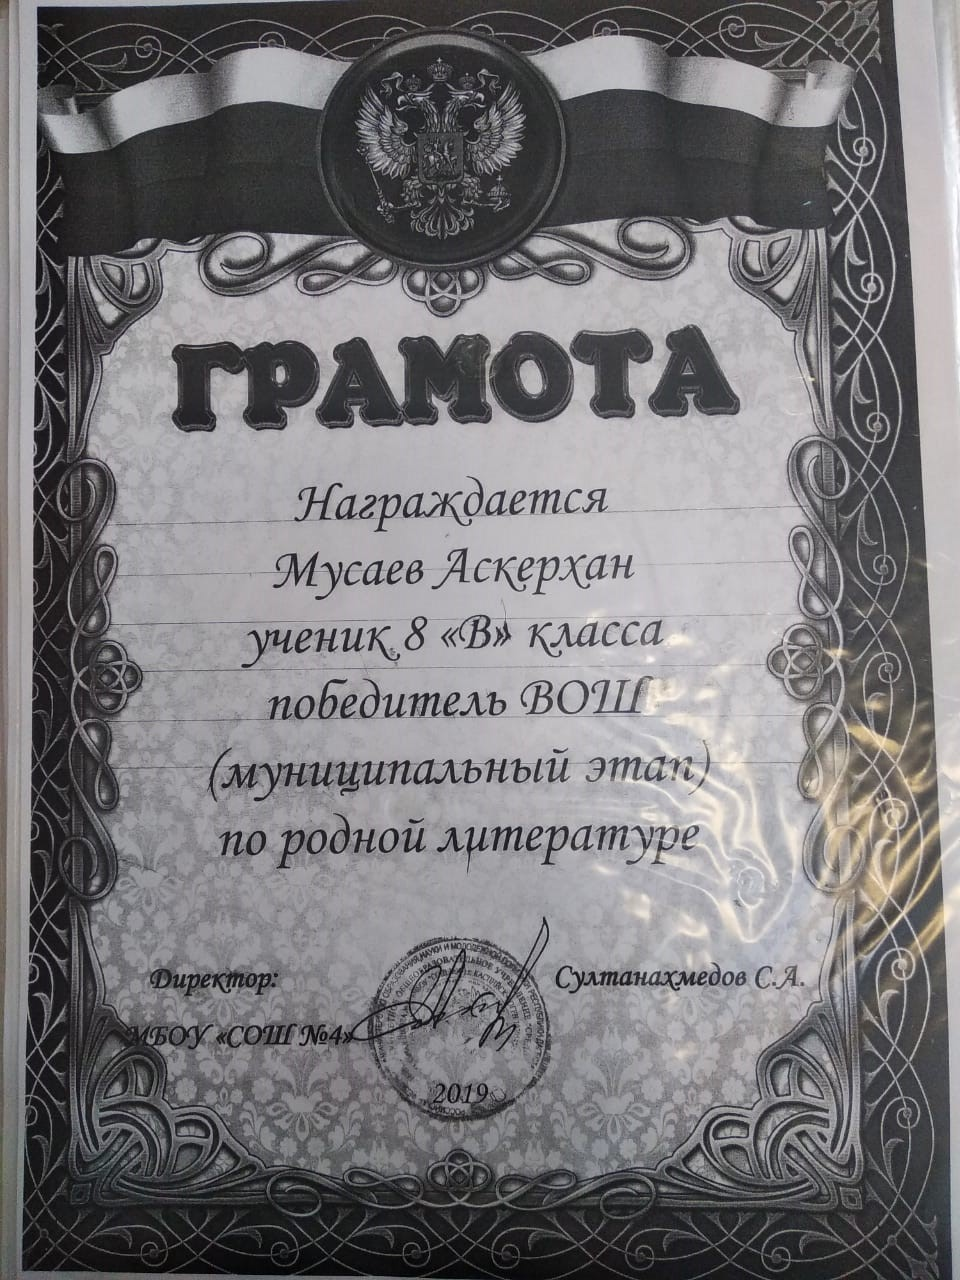 ГРАМОТА
Награждается
Мусаев Аскерхан
ученик 8 «В» класса
победитель ВОШ
(муниципальный этап)
по родной литературе
Директор: Султанахмедов С.А.
МБОУ «СОШ №4»
2019